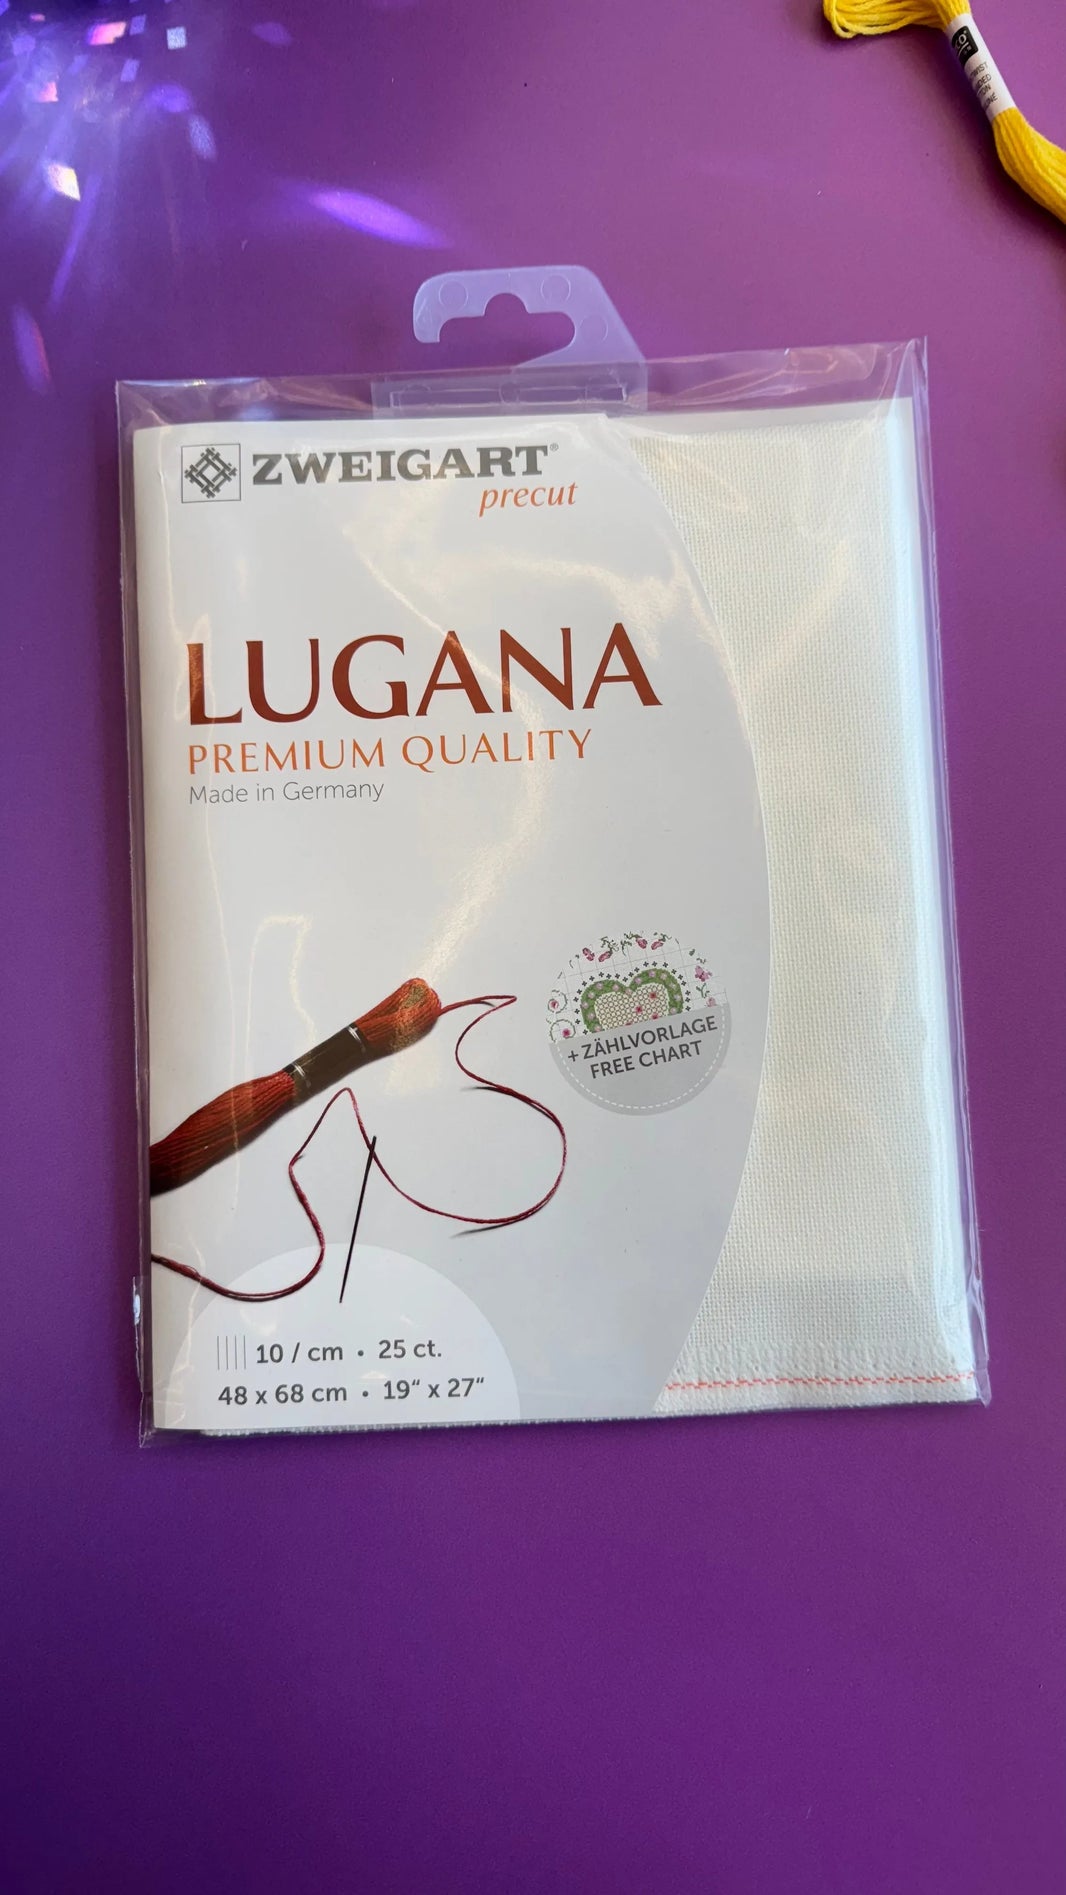 ZWEIGART®
precut
LUGANA
PREMIUM QUALITY
Made in Germany
+ ZÄHLVORLAGE
FREE CHART
10 / cm • 25 ct.
48 x 68 cm • 19“ x 27“